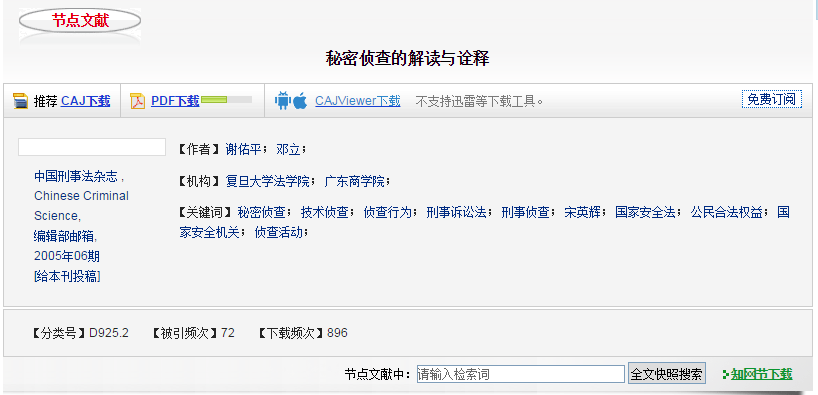 节点文献
秘密侦查的解读与诠释
推荐 CAJ下载 PDF下载 CAJViewer下载 不支持迅雷等下载工具。 免费订阅
【作者】 谢佑平； 邓立；
【机构】 复旦大学法学院； 广东商学院；
【关键词】 秘密侦查； 技术侦查； 侦查行为； 刑事诉讼法； 刑事侦查； 宋英辉； 国家安全法； 公民合法权益； 国
家安全机关； 侦查活动；
中国刑事法杂志 ,
Chinese Criminal
Science,
编辑部邮箱,
2005年06期
[给本刊投稿]
【分类号】D925.2 【被引频次】72 【下载频次】896
节点文献中： 请输入检索词 全文快照搜索 知网节下载